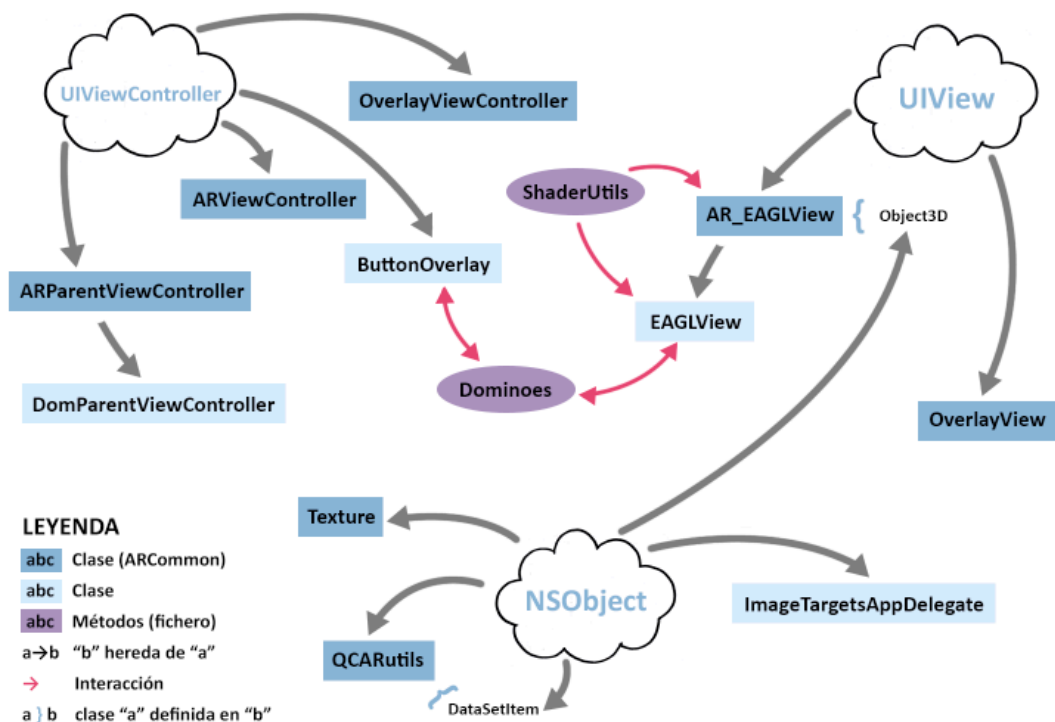 UIViewController
OverlayViewController
UIView
ARViewController
ShaderUtils
AR_EAGLView
{ Object3D
ButtonOverlay
ARParentViewController
EAGLView
Dominoes
DomParentViewController
OverlayView
Texture
NSObject
ImageTargetsAppDelegate
QCARutils
{ DataSetItem
LEYENDA
abc Clase (ARCommon)
abc Clase
abc Métodos (fichero)
a→b "b" hereda de "a"
→ Interacción
a } b clase "a" definida en "b"